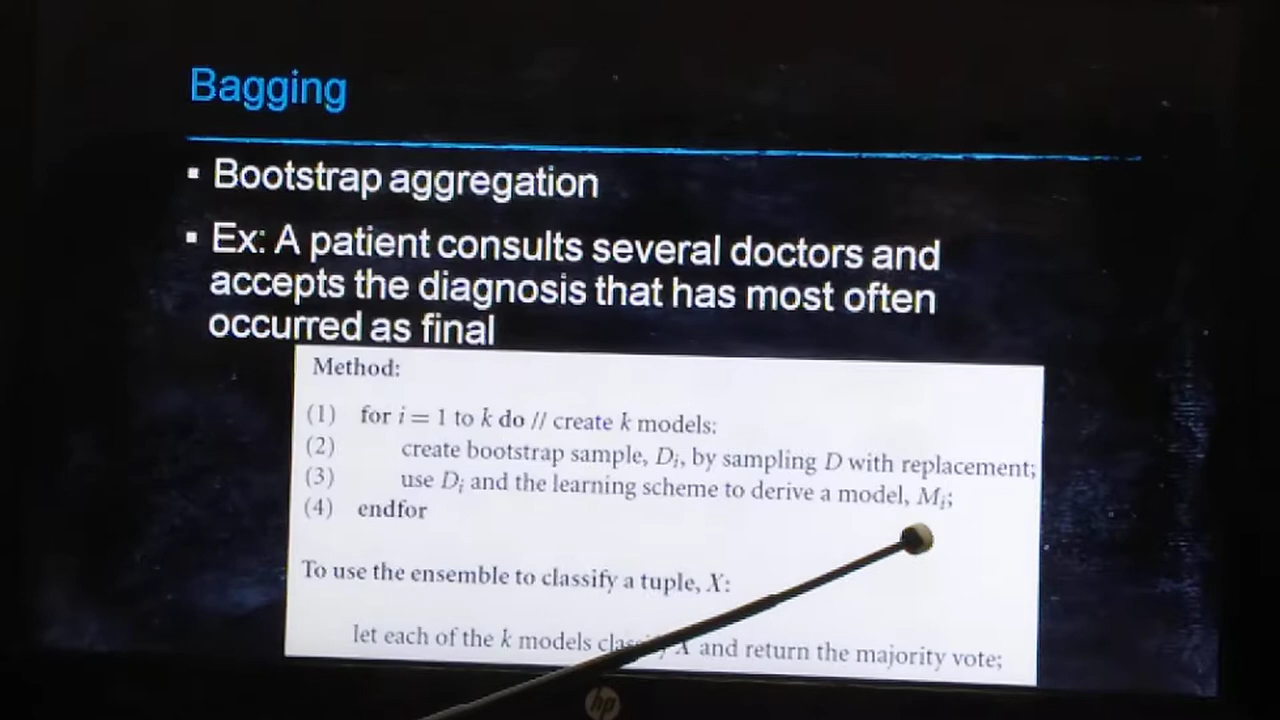 Bagging
▪ Bootstrap aggregation
▪ Ex: A patient consults several doctors and
accepts the diagnosis that has most often
occurred as final
Method:
(1) for i = 1 to k do // create k models:
(2) create bootstrap sample, Di, by sampling D with replacement;
(3) use Di and the learning scheme to derive a model, Mi;
(4) endfor
To use the ensemble to classify a tuple, X:
let each of the k models classify X and return the majority vote;
hp